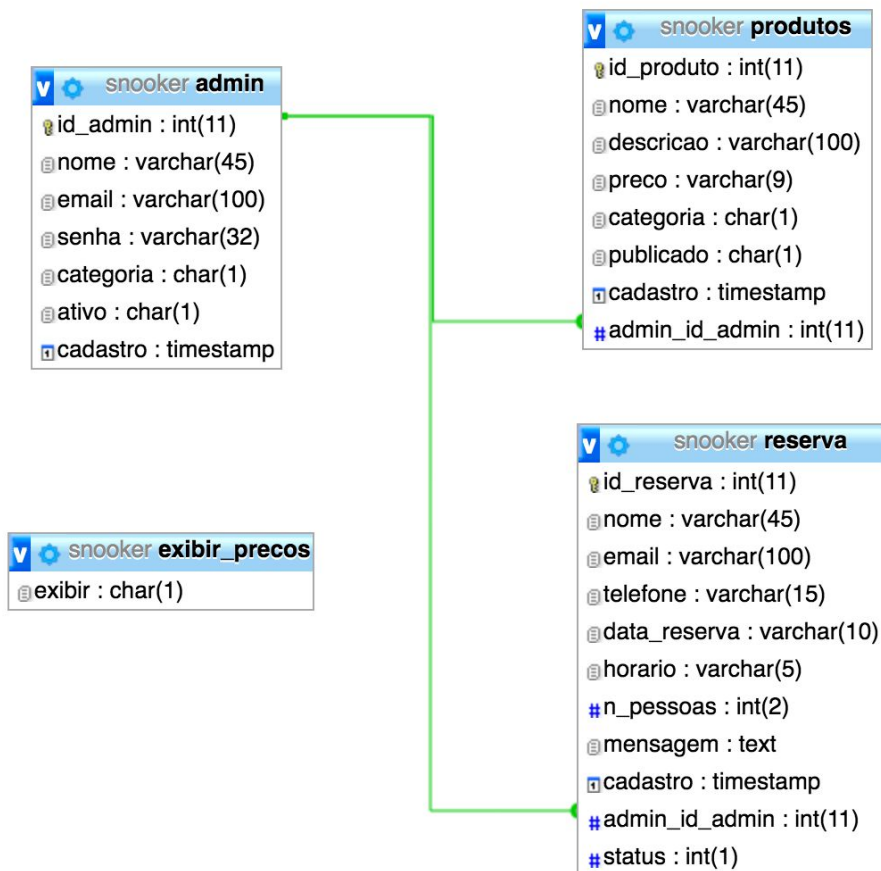 snooker admin
id_admin : int(11)
nome : varchar(45)
email : varchar(100)
senha : varchar(32)
categoria : char(1)
ativo : char(1)
cadastro : timestamp
snooker produtos
id_produto : int(11)
nome : varchar(45)
descricao : varchar(100)
preco : varchar(9)
categoria : char(1)
publicado : char(1)
cadastro : timestamp
admin_id_admin : int(11)
snooker exibir_precos
exibir : char(1)
snooker reserva
id_reserva : int(11)
nome : varchar(45)
email : varchar(100)
telefone : varchar(15)
data_reserva : varchar(10)
horario : varchar(5)
n_pessoas : int(2)
mensagem : text
cadastro : timestamp
admin_id_admin : int(11)
status : int(1)